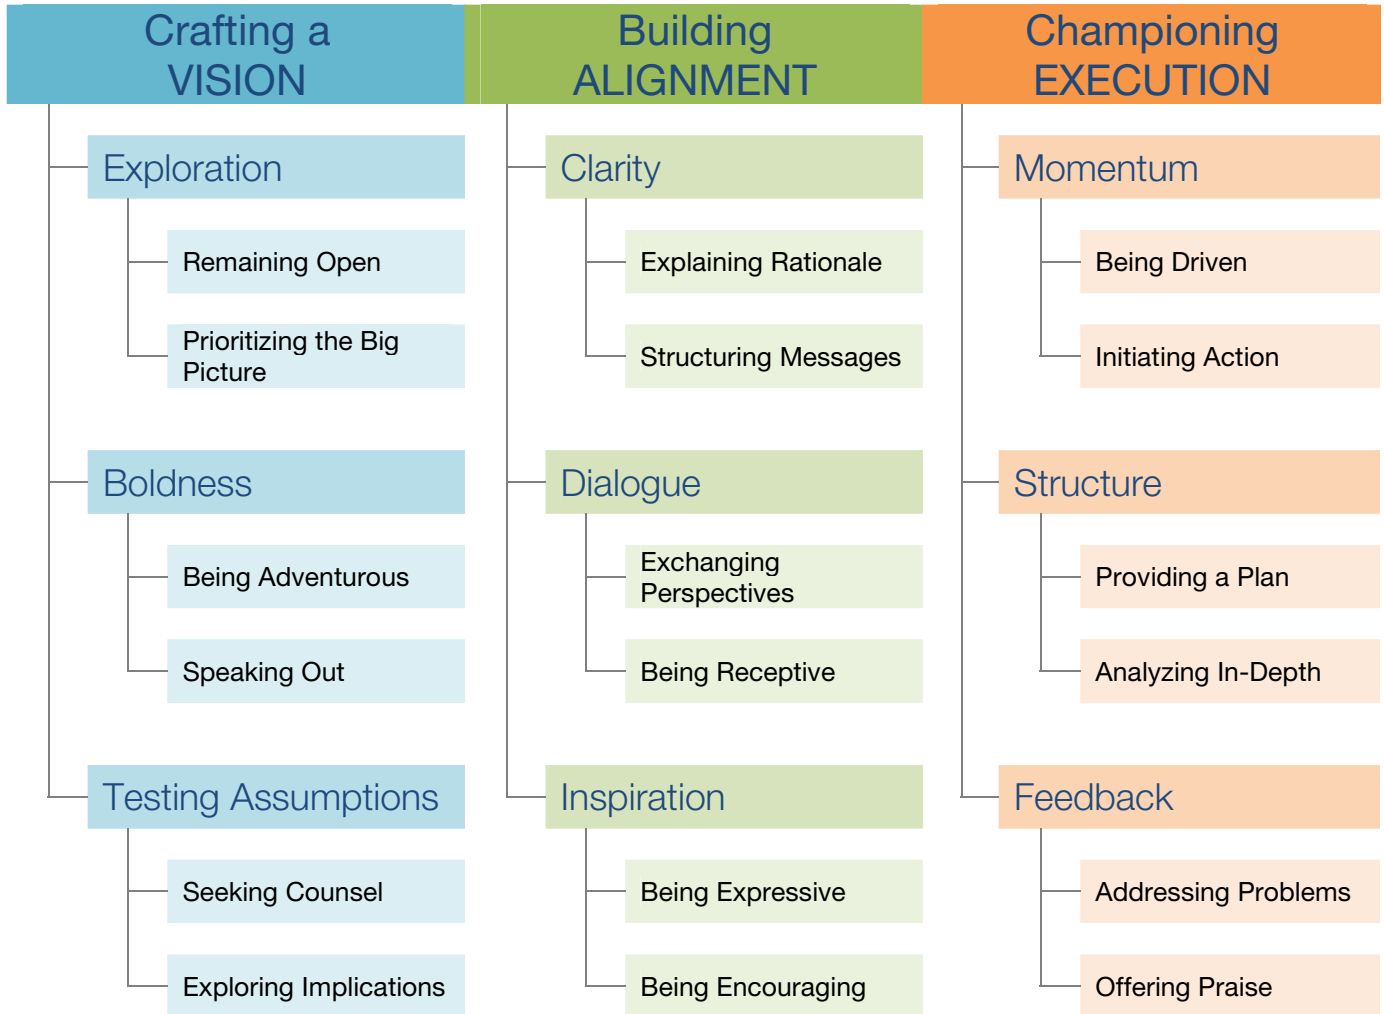 Crafting a
VISION
Exploration
Remaining Open
Prioritizing the Big
Picture
Boldness
Being Adventurous
Speaking Out
Testing Assumptions
Seeking Counsel
Exploring Implications
Building
ALIGNMENT
Clarity
Explaining Rationale
Structuring Messages
Dialogue
Exchanging
Perspectives
Being Receptive
Inspiration
Being Expressive
Being Encouraging
Championing
EXECUTION
Momentum
Being Driven
Initiating Action
Structure
Providing a Plan
Analyzing In-Depth
Feedback
Addressing Problems
Offering Praise